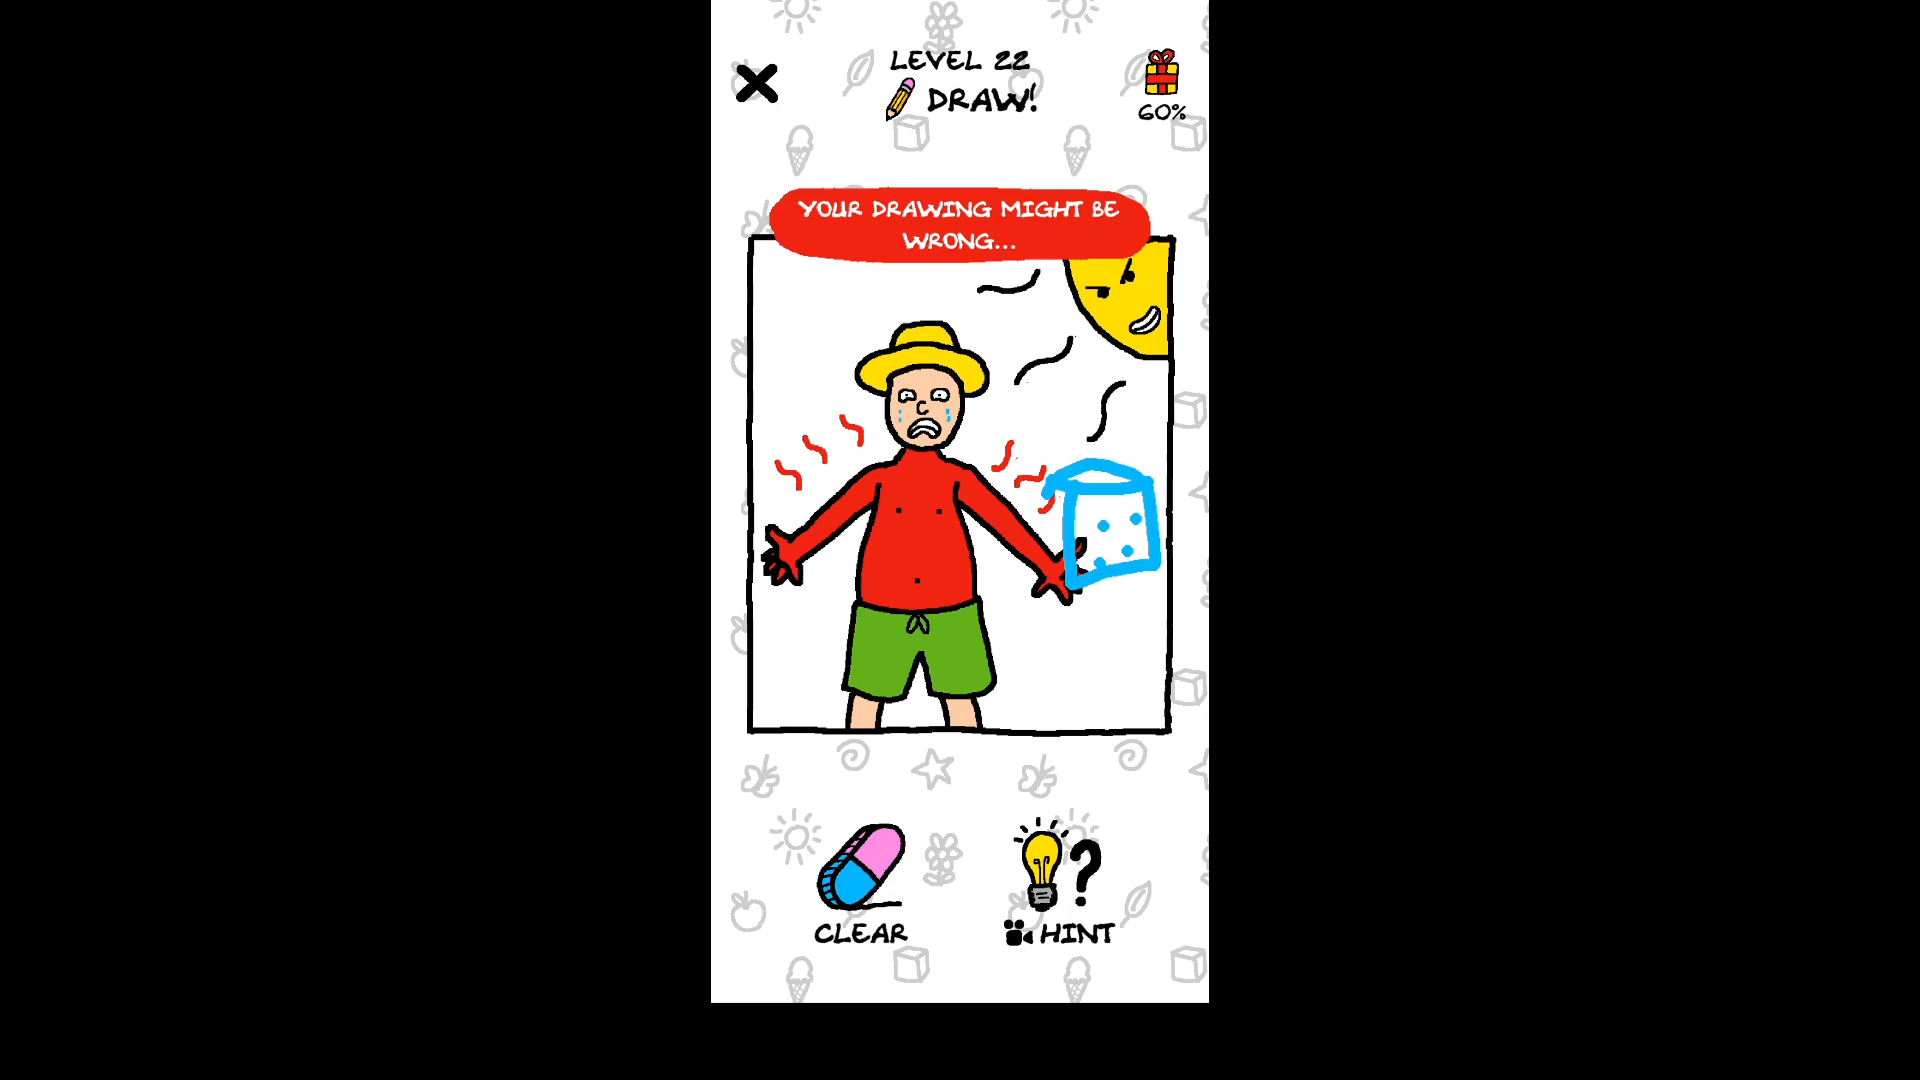 LEVEL 22
DRAW!
60%
YOUR DRAWING MIGHT BE
WRONG...
?
CLEAR
HINT